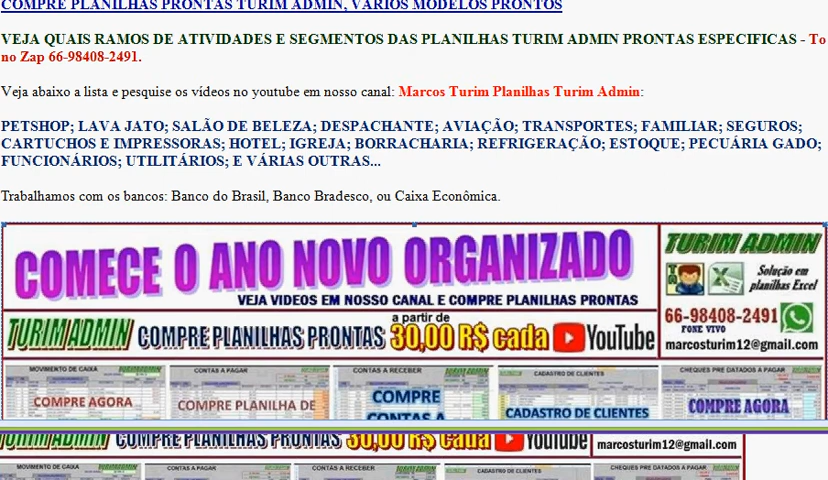 COMPRE PLANILHAS PRONTAS TURIM ADMIN, VÁRIOS MODELOS PRONTOS
VEJA QUAIS RAMOS DE ATIVIDADES E SEGMENTOS DAS PLANILHAS TURIM ADMIN PRONTAS ESPECIFICAS - To
no Zap 66-98408-2491.
Veja abaixo a lista e pesquise os vídeos no youtube em nosso canal: Marcos Turim Planilhas Turim Admin:
PETSHOP; LAVA JATO; SALÃO DE BELEZA; DESPACHANTE; AVIAÇÃO; TRANSPORTES; FAMILIAR; SEGUROS;
CARTUCHOS E IMPRESSORAS; HOTEL; IGREJA; BORRACHARIA; REFRIGERAÇÃO; ESTOQUE; PECUÁRIA GADO;
FUNCIONÁRIOS; UTILITÁRIOS; E VÁRIAS OUTRAS...
Trabalhamos com os bancos: Banco do Brasil, Banco Bradesco, ou Caixa Econômica.
COMECE O ANO NOVO ORGANIZADO
VEJA VIDEOS EM NOSSO CANAL E COMPRE PLANILHAS PRONTAS
TURIM ADMIN
TA
Solução em
planilhas Excel
66-98408-2491
FONE VIVO
marcosturim12@gmail.com
a partir de
TURIM ADMIN COMPRE PLANILHAS PRONTAS 30,00 R$ cada YouTube
MOVIMENTO DE CAIXA
CONTAS A PAGAR
CONTAS A RECEBER
CADASTRO DE CLIENTES
CHEQUES PRE DATADOS A PAGAR
COMPRE AGORA
COMPRE PLANILHA DE
COMPRE
CONTAS A
CADASTRO DE CLIENTES
COMPRE AGORA
TURIM ADMIN COMPRE PLANILHAS PRONTAS 30,00 R$ cada YouTube marcosturim12@gmail.com
MOVIMENTO DE CAIXA
CONTAS A PAGAR
CONTAS A RECEBER
CADASTRO DE CLIENTES
CHEQUES PRE DATADOS A PAGAR